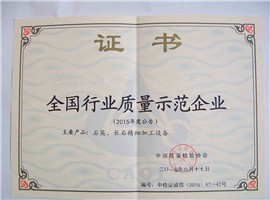 证书
全国行业质量示范企业
(2015年度公告)
主要产品：石英、长石精细加工设备
中国质量检验协会
二〇一五年六月十七日
编号：中检证诚信(2015) 07-42号